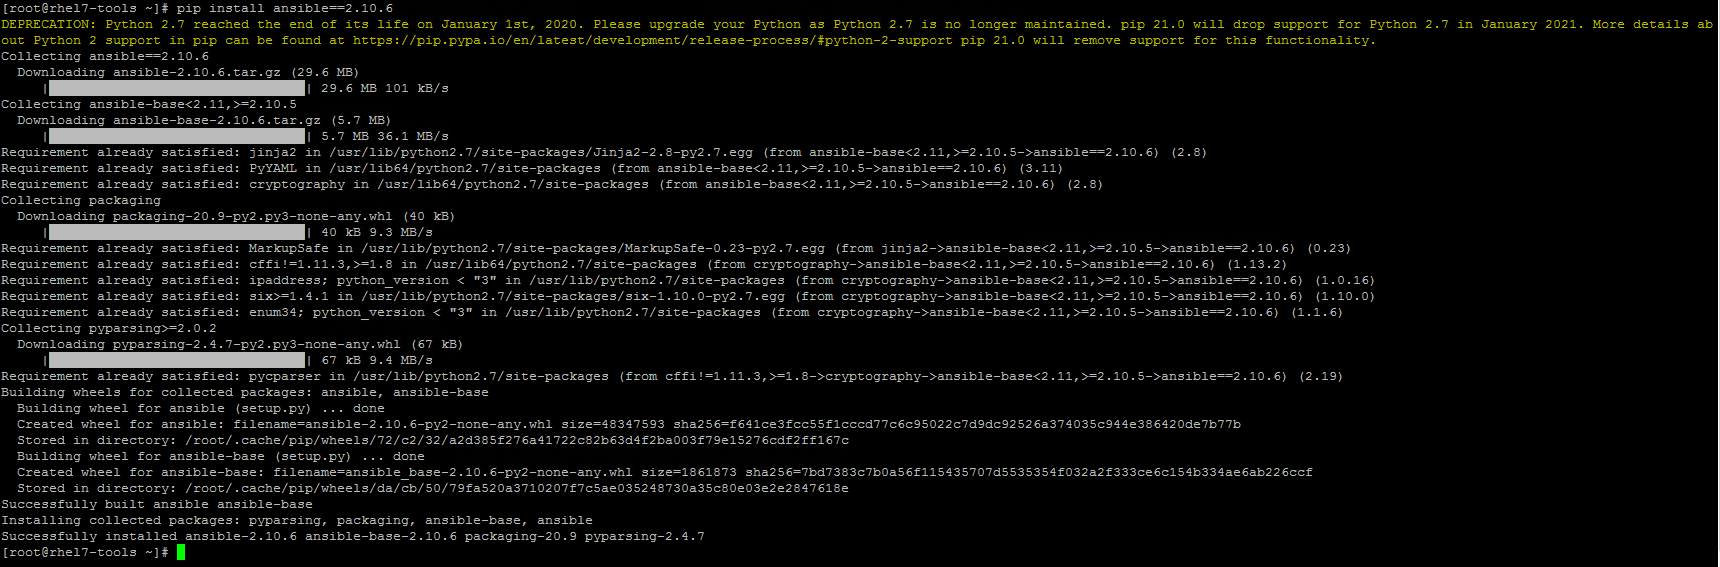 [root@rhel7-tools ~]# pip install ansible==2.10.6
DEPRECATION: Python 2.7 reached the end of its life on January 1st, 2020. Please upgrade your Python as Python 2.7 is no longer maintained. pip 21.0 will drop support for Python 2.7 in January 2021. More details ab
out Python 2 support in pip can be found at https://pip.pypa.io/en/latest/development/release-process/#python-2-support pip 21.0 will remove support for this functionality.
Collecting ansible==2.10.6
  Downloading ansible-2.10.6.tar.gz (29.6 MB)
     |████████████████████████████████| 29.6 MB 101 kB/s
Collecting ansible-base<2.11,>=2.10.5
  Downloading ansible-base-2.10.6.tar.gz (5.7 MB)
     |████████████████████████████████| 5.7 MB 36.1 MB/s
Requirement already satisfied: jinja2 in /usr/lib/python2.7/site-packages/Jinja2-2.8-py2.7.egg (from ansible-base<2.11,>=2.10.5->ansible==2.10.6) (2.8)
Requirement already satisfied: PyYAML in /usr/lib64/python2.7/site-packages (from ansible-base<2.11,>=2.10.5->ansible==2.10.6) (3.11)
Requirement already satisfied: cryptography in /usr/lib64/python2.7/site-packages (from ansible-base<2.11,>=2.10.5->ansible==2.10.6) (2.8)
Collecting packaging
  Downloading packaging-20.9-py2.py3-none-any.whl (40 kB)
     |████████████████████████████████| 40 kB 9.3 MB/s
Requirement already satisfied: MarkupSafe in /usr/lib/python2.7/site-packages/MarkupSafe-0.23-py2.7.egg (from jinja2->ansible-base<2.11,>=2.10.5->ansible==2.10.6) (0.23)
Requirement already satisfied: cffi!=1.11.3,>=1.8 in /usr/lib64/python2.7/site-packages (from cryptography->ansible-base<2.11,>=2.10.5->ansible==2.10.6) (1.13.2)
Requirement already satisfied: ipaddress; python_version < "3" in /usr/lib/python2.7/site-packages (from cryptography->ansible-base<2.11,>=2.10.5->ansible==2.10.6) (1.0.16)
Requirement already satisfied: six>=1.4.1 in /usr/lib/python2.7/site-packages/six-1.10.0-py2.7.egg (from cryptography->ansible-base<2.11,>=2.10.5->ansible==2.10.6) (1.10.0)
Requirement already satisfied: enum34; python_version < "3" in /usr/lib/python2.7/site-packages (from cryptography->ansible-base<2.11,>=2.10.5->ansible==2.10.6) (1.1.6)
Collecting pyparsing>=2.0.2
  Downloading pyparsing-2.4.7-py2.py3-none-any.whl (67 kB)
     |████████████████████████████████| 67 kB 9.4 MB/s
Requirement already satisfied: pycparser in /usr/lib/python2.7/site-packages (from cffi!=1.11.3,>=1.8->cryptography->ansible-base<2.11,>=2.10.5->ansible==2.10.6) (2.19)
Building wheels for collected packages: ansible, ansible-base
  Building wheel for ansible (setup.py) ... done
  Created wheel for ansible: filename=ansible-2.10.6-py2-none-any.whl size=48347593 sha256=f641ce3fcc55f1cccd77c6c95022c7d9dc92526a374035c944e386420de7b77b
  Stored in directory: /root/.cache/pip/wheels/72/c2/32/a2d385f276a41722c82b63d4f2ba003f79e15276cdf2ff167c
  Building wheel for ansible-base (setup.py) ... done
  Created wheel for ansible-base: filename=ansible_base-2.10.6-py2-none-any.whl size=1861873 sha256=7bd7383c7b0a56f115435707d5535354f032a2f333ce6c154b334ae6ab226ccf
  Stored in directory: /root/.cache/pip/wheels/da/cb/50/79fa520a3710207f7c5ae035248730a35c80e03e2e2847618e
Successfully built ansible ansible-base
Installing collected packages: pyparsing, packaging, ansible-base, ansible
Successfully installed ansible-2.10.6 ansible-base-2.10.6 packaging-20.9 pyparsing-2.4.7
[root@rhel7-tools ~]#